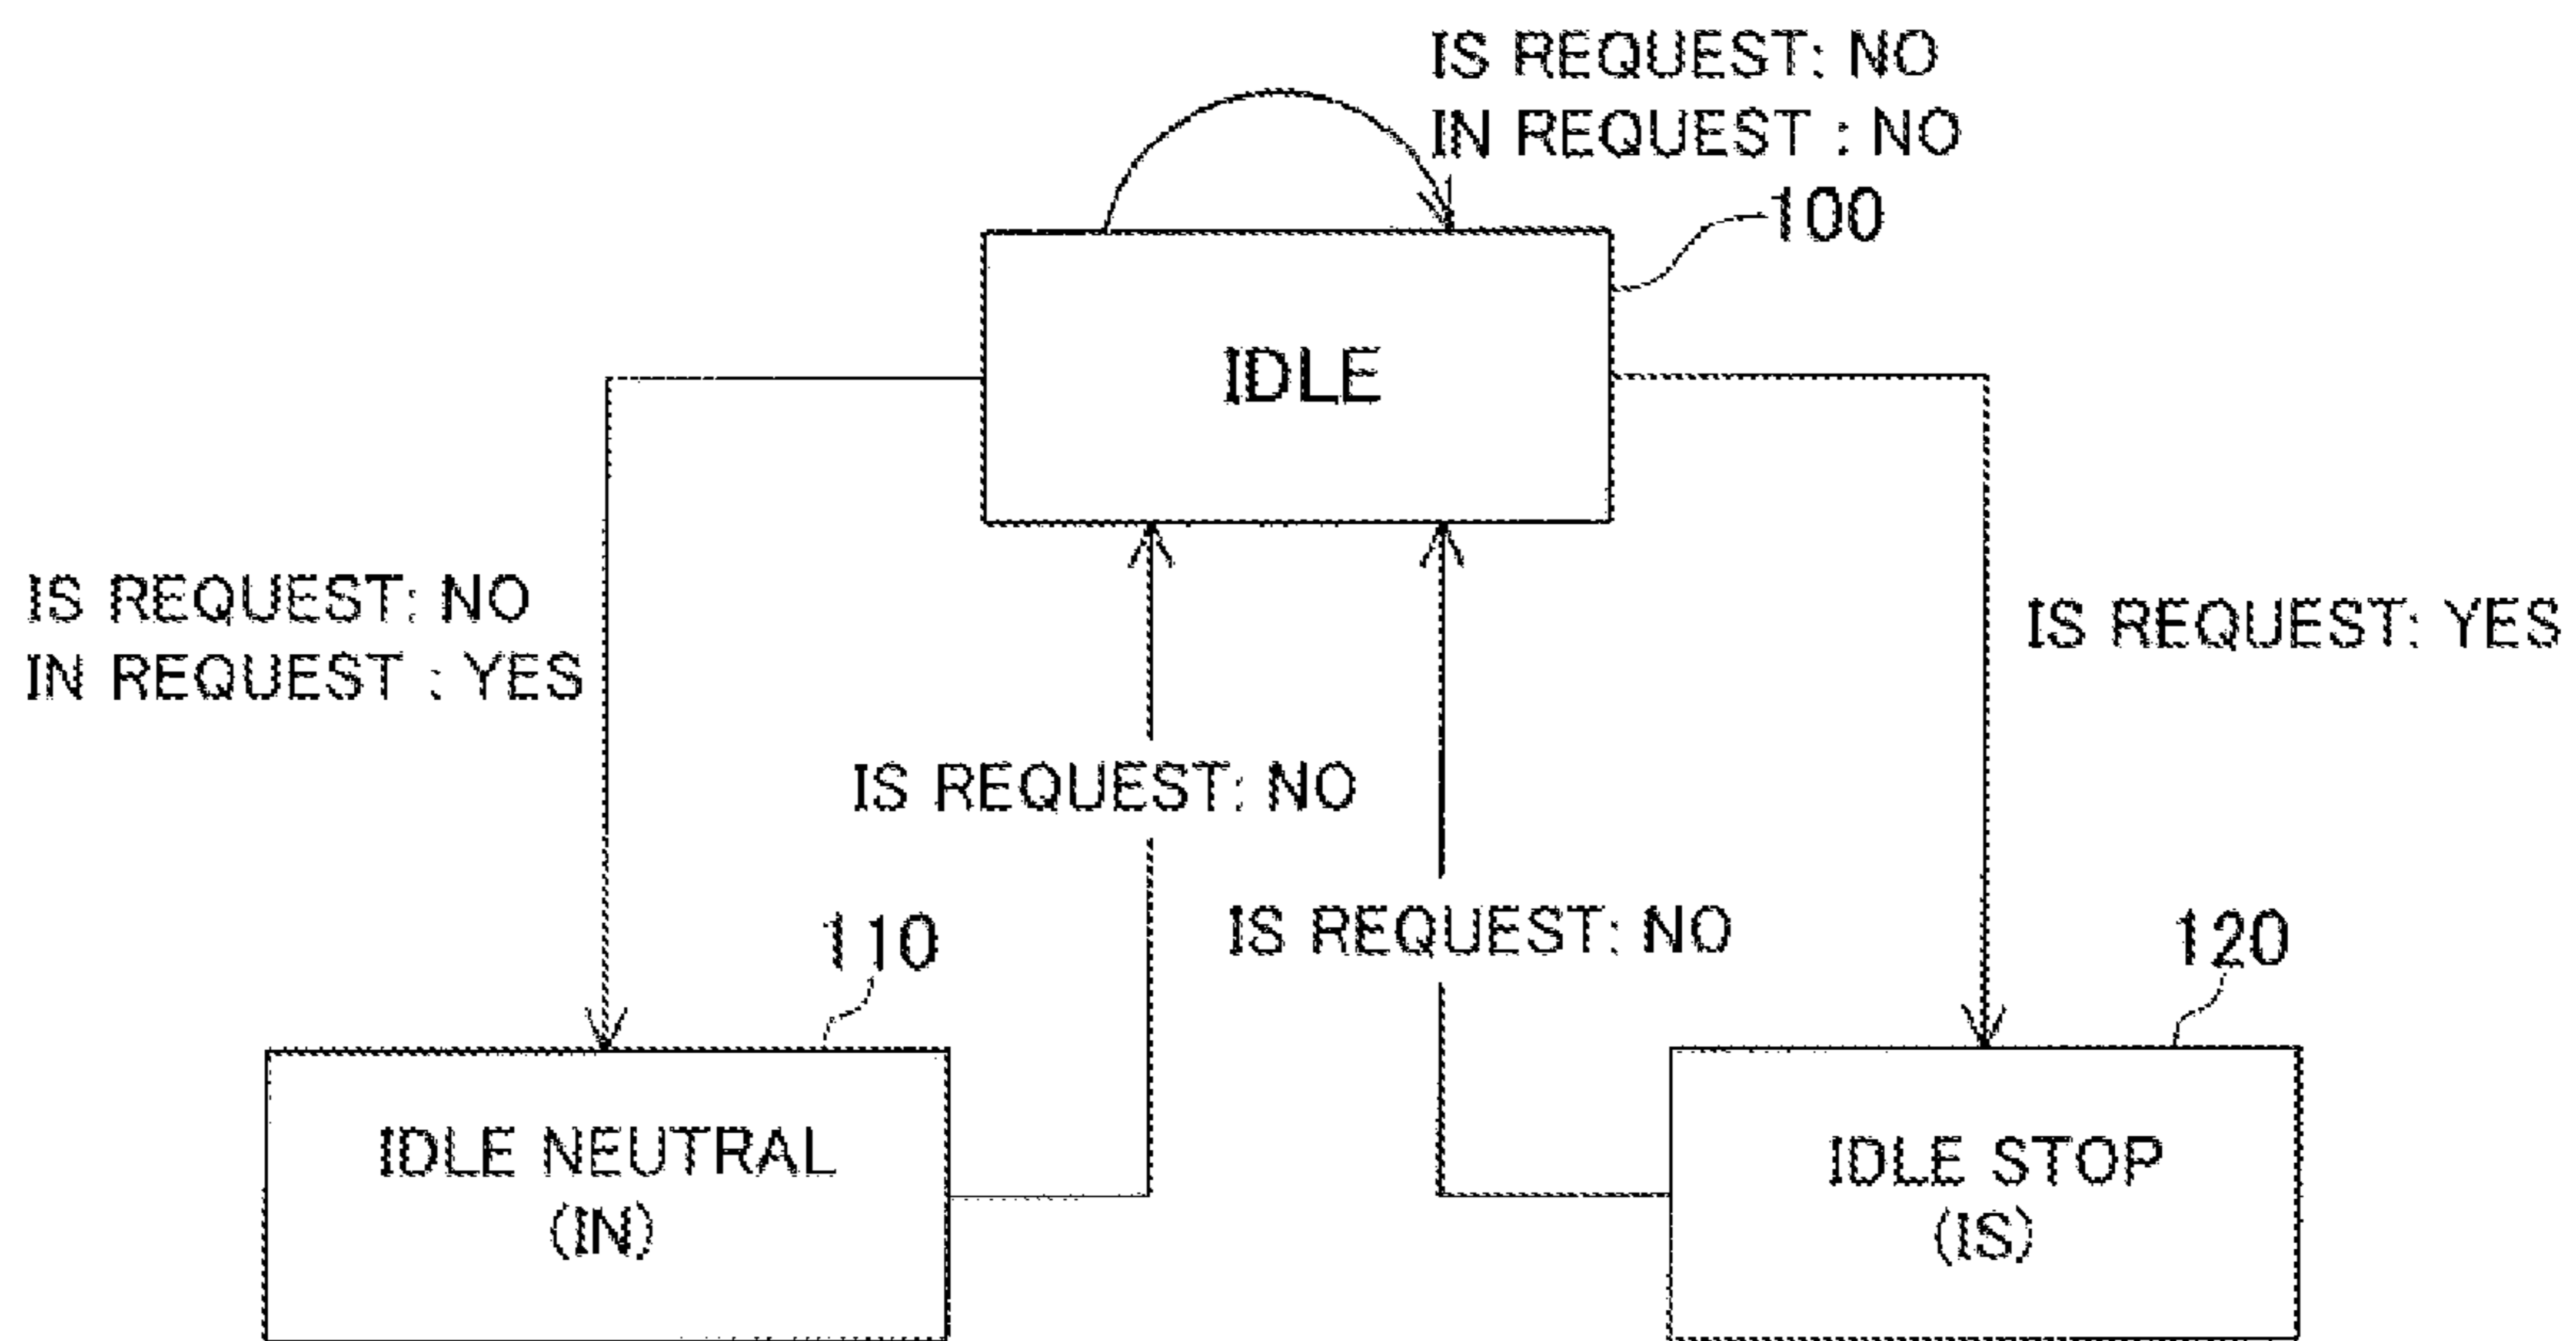 IS REQUEST: NO
IN REQUEST : NO
100
IDLE
IS REQUEST: NO
IN REQUEST : YES
IS REQUEST: YES
IS REQUEST: NO
IS REQUEST: NO
110
120
IDLE NEUTRAL
(IN)
IDLE STOP
(IS)